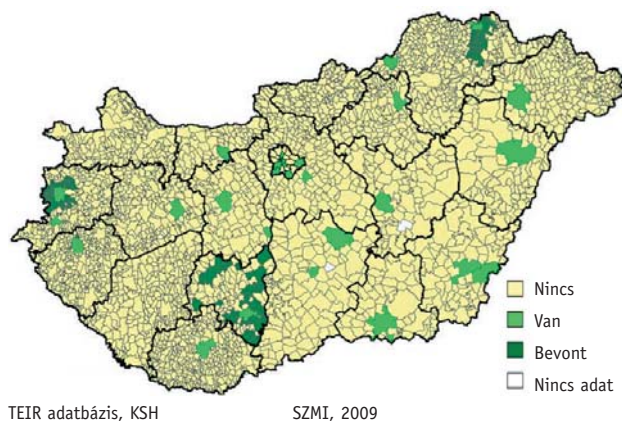 Nincs
Van
Bevont
Nincs adat
TEIR adatbázis, KSH
SZMI, 2009